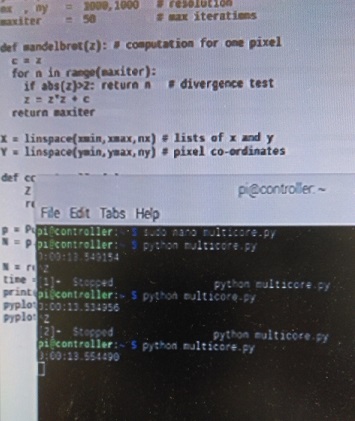 nx , ny = 1000,1000 # resolution
maxiter = 50 # max iterations
def mandelbrot(z): # computation for one pixel
c = z
for n in range(maxiter):
if abs(z)>2: return n # divergence test
z = z*z + c
return maxiter
X = linspace(xmin,xmax,nx) # lists of x and y
Y = linspace(ymin,ymax,ny) # pixel co-ordinates
def
Z
re
p = P
N = p
N = re
time =
print
pyplo
pyplo
pi@controller: ~
File Edit Tabs Help
pi@controller:~ $ sudo nano multicore.py
pi@controller:~ $ python multicore.py
0:00:13.549154
^Z
[1]+ Stopped python multicore.py
pi@controller:~ $ python multicore.py
0:00:13.534956
^Z
[2]+ Stopped python multicore.py
pi@controller:~ $ python multicore.py
0:00:13.554490